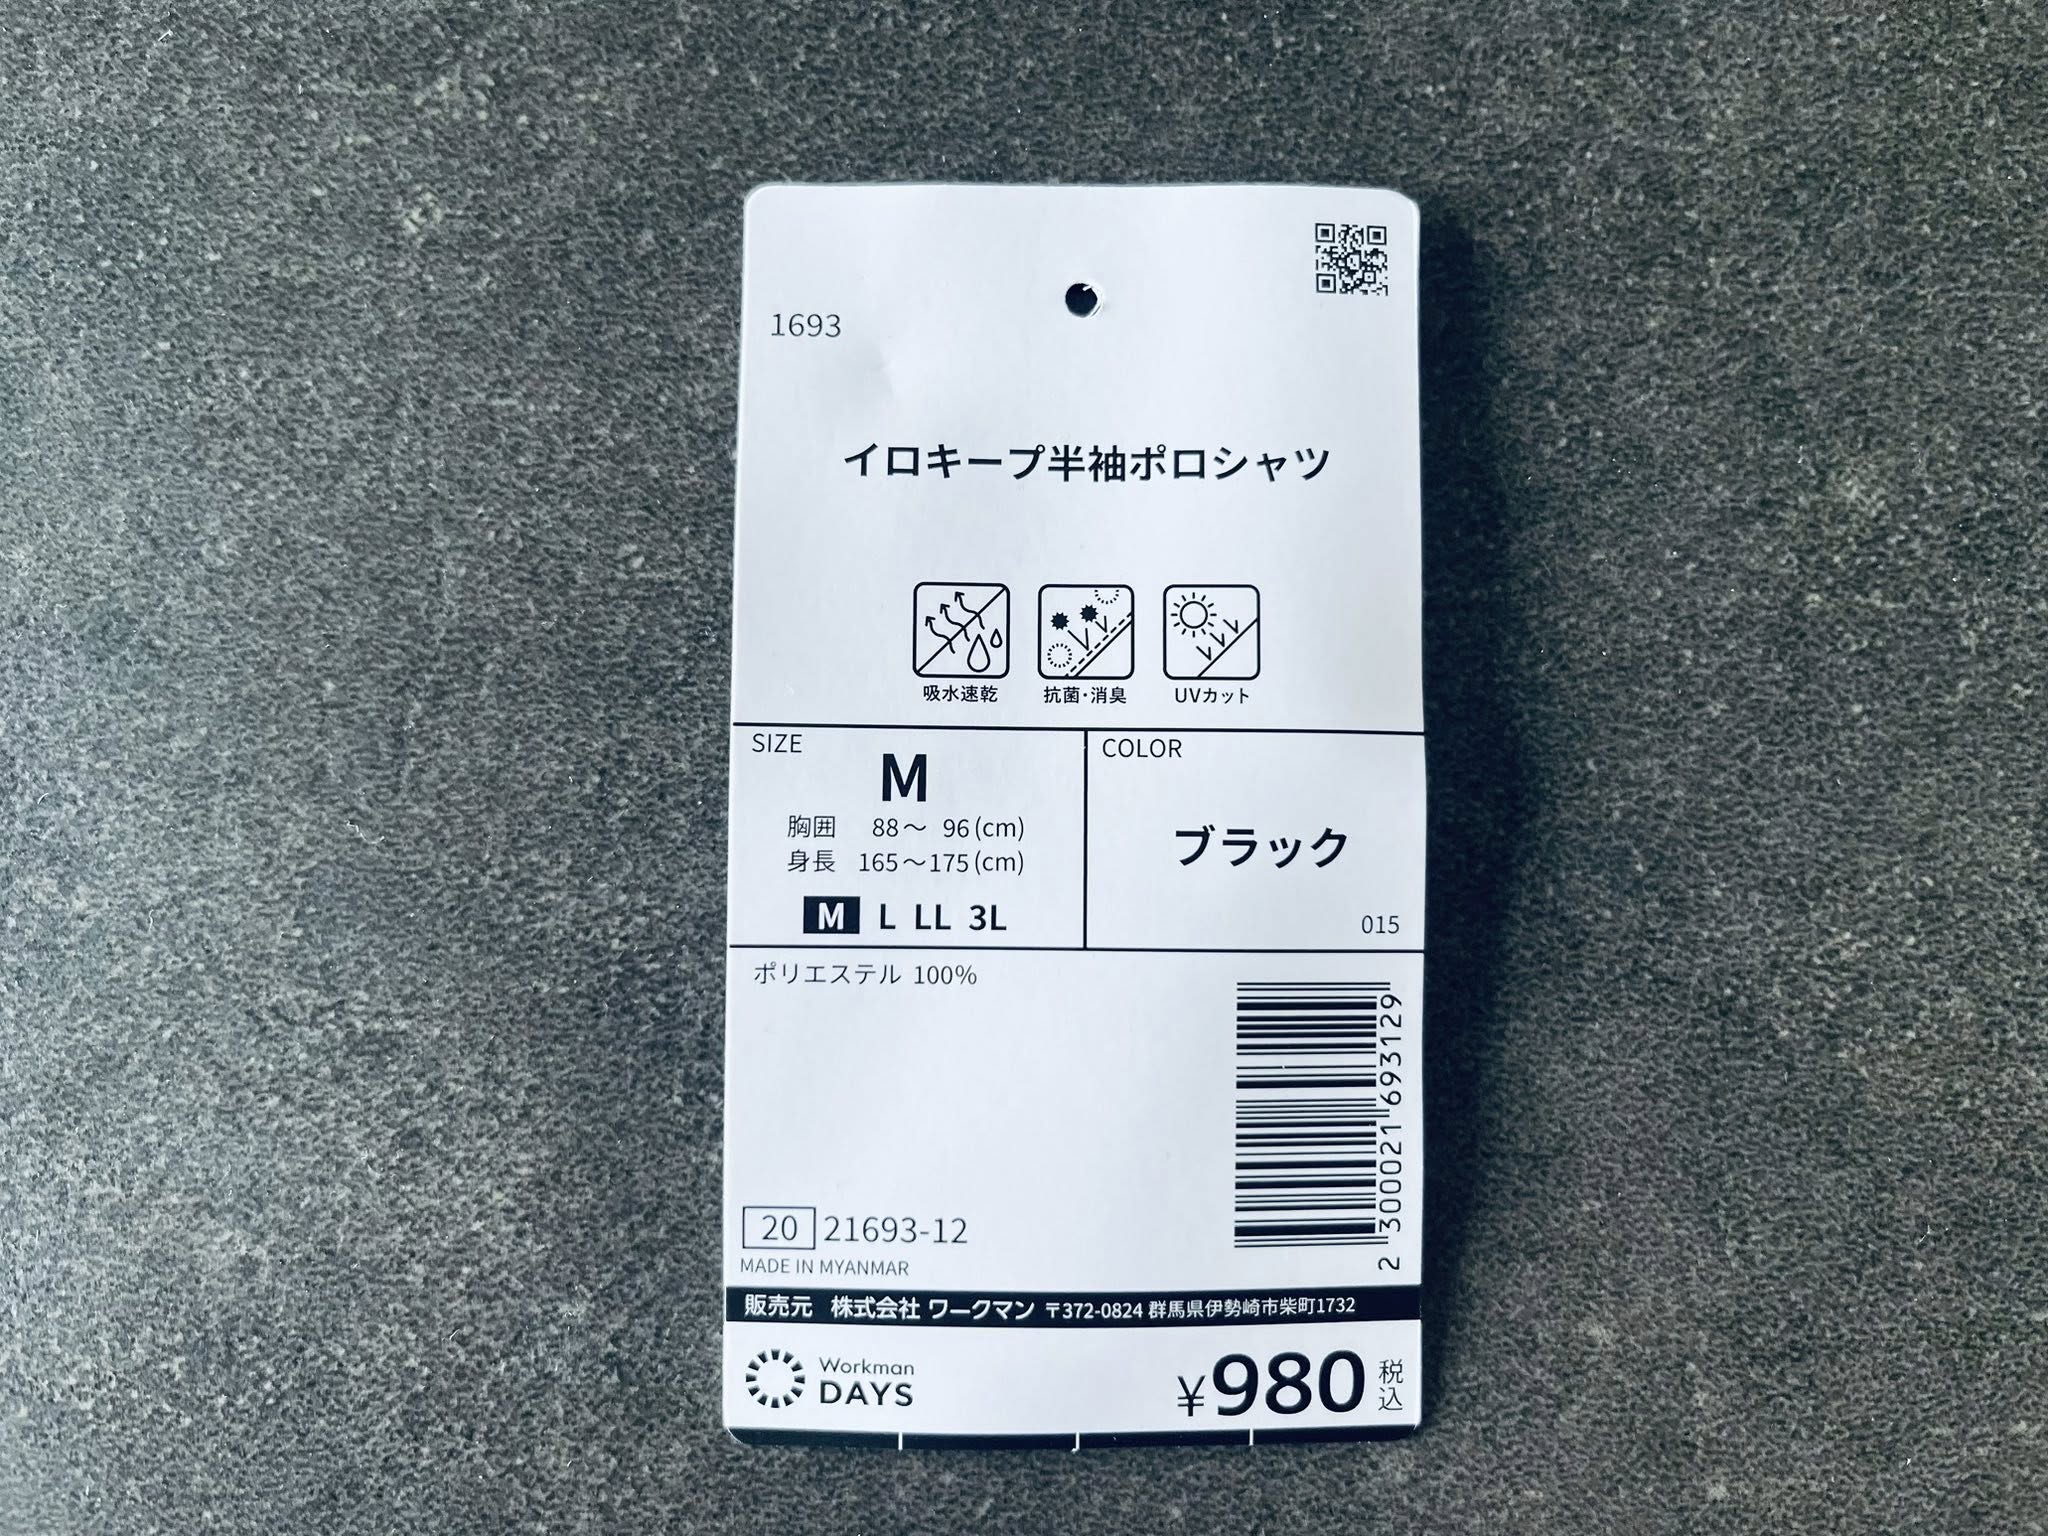 1693
イロキープ半袖ポロシャツ
吸水速乾 抗菌・消臭 UVカット
SIZE
M
胸囲 88～ 96(cm)
身長 165～175(cm)
M L LL 3L
COLOR
ブラック
015
ポリエステル 100%
2 300021 693129
20 21693-12
MADE IN MYANMAR
販売元 株式会社 ワークマン 〒372-0824 群馬県伊勢崎市柴町1732
Workman
DAYS
¥980 税込